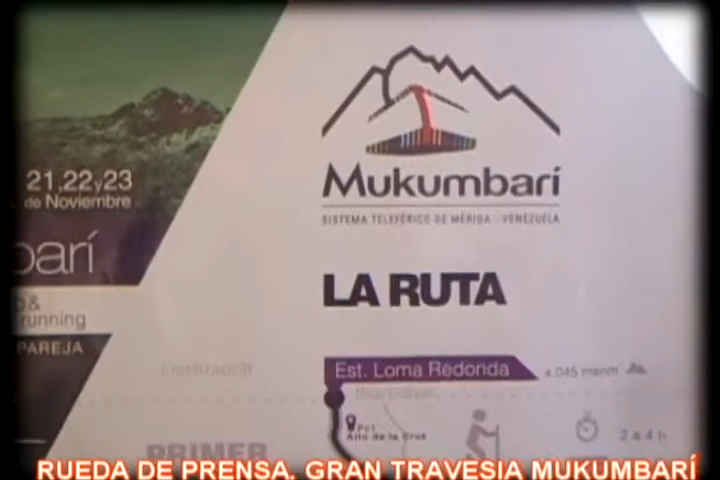 21,22y23
de Noviembre
barí
&
running
PAREJA
Mukumbarí
SISTEMA TELEFÉRICO DE MÉRIDA - VENEZUELA
LA RUTA
Est. Loma Redonda
4.045 msnm
Alto de la Cruz
2 a 4 h
PRIMER
RUEDA DE PRENSA. GRAN TRAVESIA MUKUMBARÍ